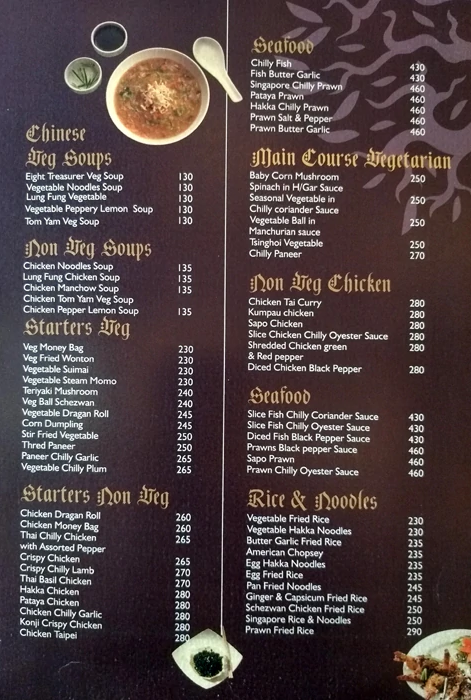 Chinese
Veg Soups
Eight Treasurer Veg Soup 130
Vegetable Noodles Soup 130
Lung Fung Vegetable 130
Vegetable Peppery Lemon Soup 130
Tom Yam Veg Soup 130
Non Veg Soups
Chicken Noodles Soup 135
Lung Fung Chicken Soup 135
Chicken Manchow Soup 135
Chicken Tom Yam Veg Soup
Chicken Pepper Lemon Soup 135
Starters Veg
Veg Money Bag 230
Veg Fried Wonton 230
Vegetable Suimai 230
Vegetable Steam Momo 230
Teriyaki Mushroom 240
Veg Ball Schezwan 240
Vegetable Dragan Roll 245
Corn Dumpling 245
Stir Fried Vegetable 250
Thred Paneer 250
Paneer Chilly Garlic 265
Vegetable Chilly Plum 265
Starters Non Veg
Chicken Dragan Roll 260
Chicken Money Bag 260
Thai Chilly Chicken 265
with Assorted Pepper
Crispy Chicken 265
Crispy Chilly Lamb 270
Thai Basil Chicken 270
Hakka Chicken 280
Pataya Chicken 280
Chicken Chilly Garlic 280
Konji Crispy Chicken 280
Chicken Taipei 280
Seafood
Chilly Fish 430
Fish Butter Garlic 430
Singapore Chilly Prawn 460
Pataya Prawn 460
Hakka Chilly Prawn 460
Prawn Salt & Pepper 460
Prawn Butter Garlic 460
Main Course Vegetarian
Baby Corn Mushroom 250
Spinach in H/Gar Sauce
Seasonal Vegetable in 250
Chilly coriander Sauce
Vegetable Ball in 250
Manchurian sauce
Tsinghoi Vegetable 250
Chilly Paneer 270
Non Veg Chicken
Chicken Tai Curry 280
Kumpau chicken 280
Sapo Chicken 280
Slice Chicken Chilly Oyester Sauce 280
Shredded Chicken green 280
& Red pepper
Diced Chicken Black Pepper 280
Seafood
Slice Fish Chilly Coriander Sauce 430
Slice Fish Chilly Oyester Sauce 430
Diced Fish Black Pepper Sauce 430
Prawns Black pepper Sauce 460
Sapo Prawn 460
Prawn Chilly Oyester Sauce 460
Rice & Noodles
Vegetable Fried Rice 230
Vegetable Hakka Noodles 230
Butter Garlic Fried Rice 235
American Chopsey 235
Egg Hakka Noodles 235
Egg Fried Rice 235
Pan Fried Noodles 245
Ginger & Capsicum Fried Rice 245
Schezwan Chicken Fried Rice 250
Singapore Rice & Noodles 250
Prawn Fried Rice 290